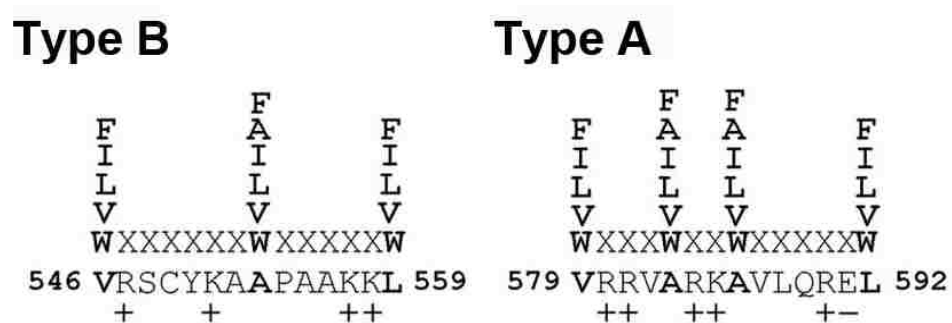 Type B Type A
F F F
F A F F A A F
I I I I I I I
L L L L L L L
V V V V V V V
WXXXXXXWXXXXXW WXXXWXXWXXXXXW
546 VRSCYKAAPAAKKL 559 579 VRRVARKAVLQREL 592
+ + ++ ++ ++ +−